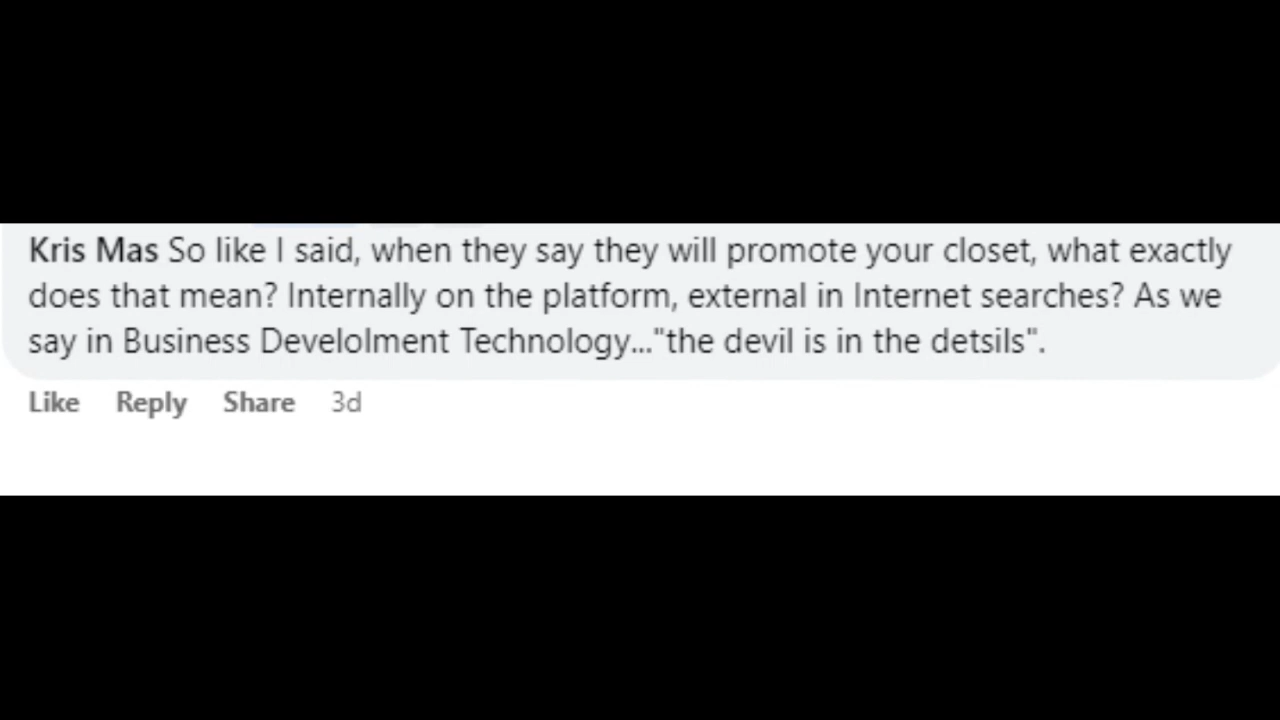 Kris Mas So like I said, when they say they will promote your closet, what exactly
does that mean? Internally on the platform, external in Internet searches? As we
say in Business Develolment Technology..."the devil is in the detsils".
Like Reply Share 3d